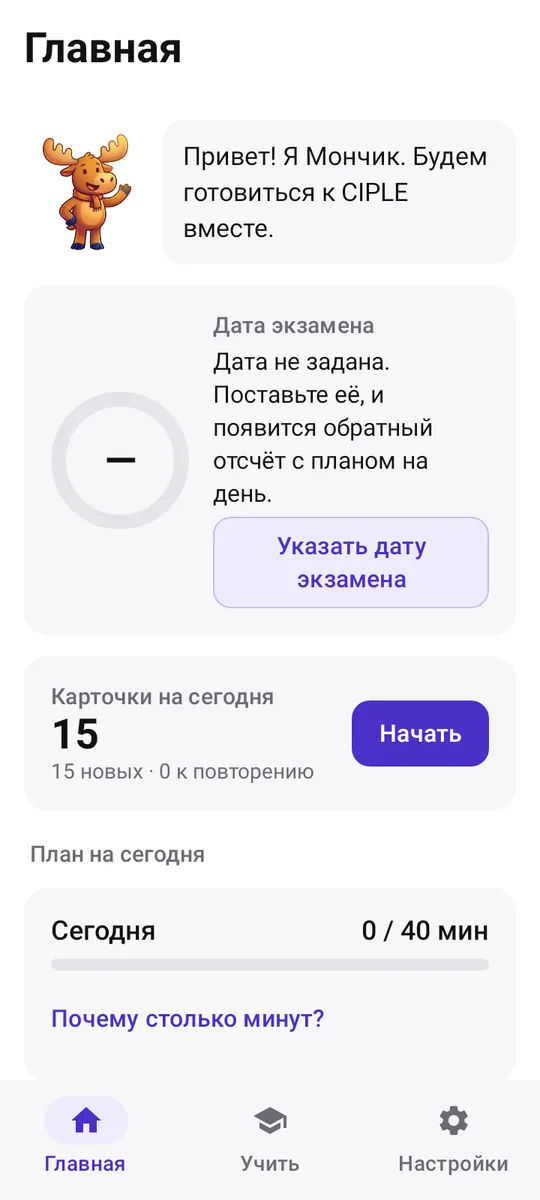 Главная
Привет! Я Мончик. Будем
готовиться к CIPLE
вместе.
Дата экзамена
Дата не задана.
Поставьте её, и
появится обратный
отсчёт с планом на
день.
–
Указать дату
экзамена
Карточки на сегодня
15
15 новых · 0 к повторению
Начать
План на сегодня
Сегодня
0 / 40 мин
Почему столько минут?
Главная
Учить
Настройки